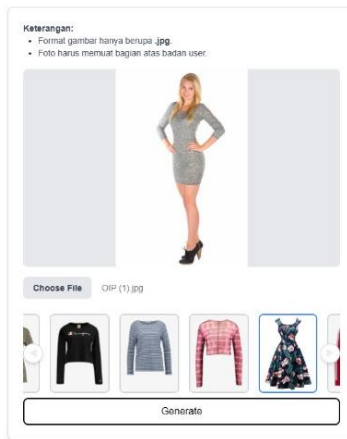 Keterangan:
• Format gambar hanya berupa .jpg.
• Foto harus memuat bagian atas badan user.
Choose File OIP (1).jpg
Champion
Generate